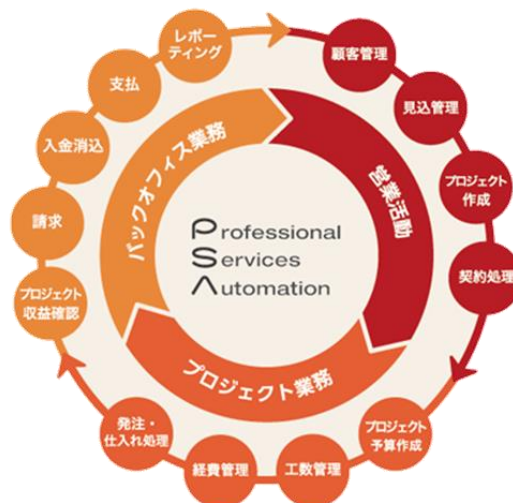 Professional
Services
Automation
営業活動
顧客管理
見込管理
プロジェクト
作成
契約処理
プロジェクト業務
プロジェクト
予算作成
工数管理
経費管理
発注・
仕入れ処理
バックオフィス業務
プロジェクト
収益確認
請求
入金消込
支払
レポー
ティング